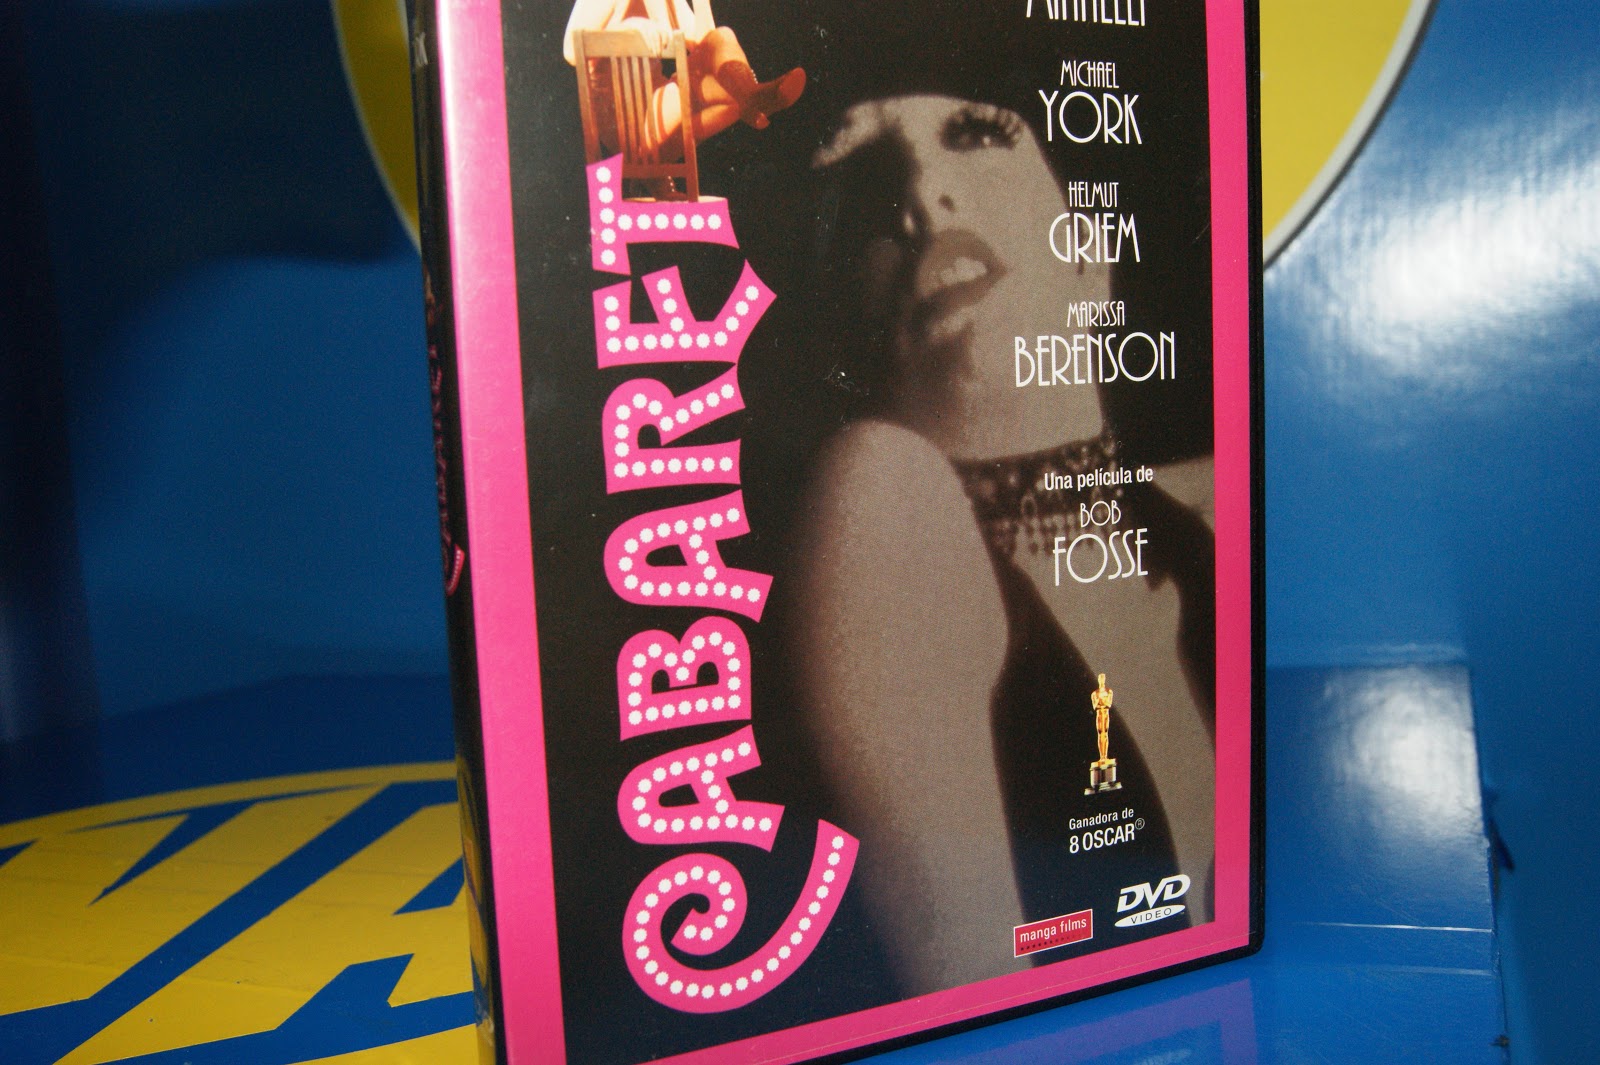 MICHAEL
YORK
HELMUT
GRIEM
MARISSA
BERENSON
CABARET
Una película de
BOB
FOSSE
Ganadora de
8 OSCAR®
manga films
DVD
VIDEO